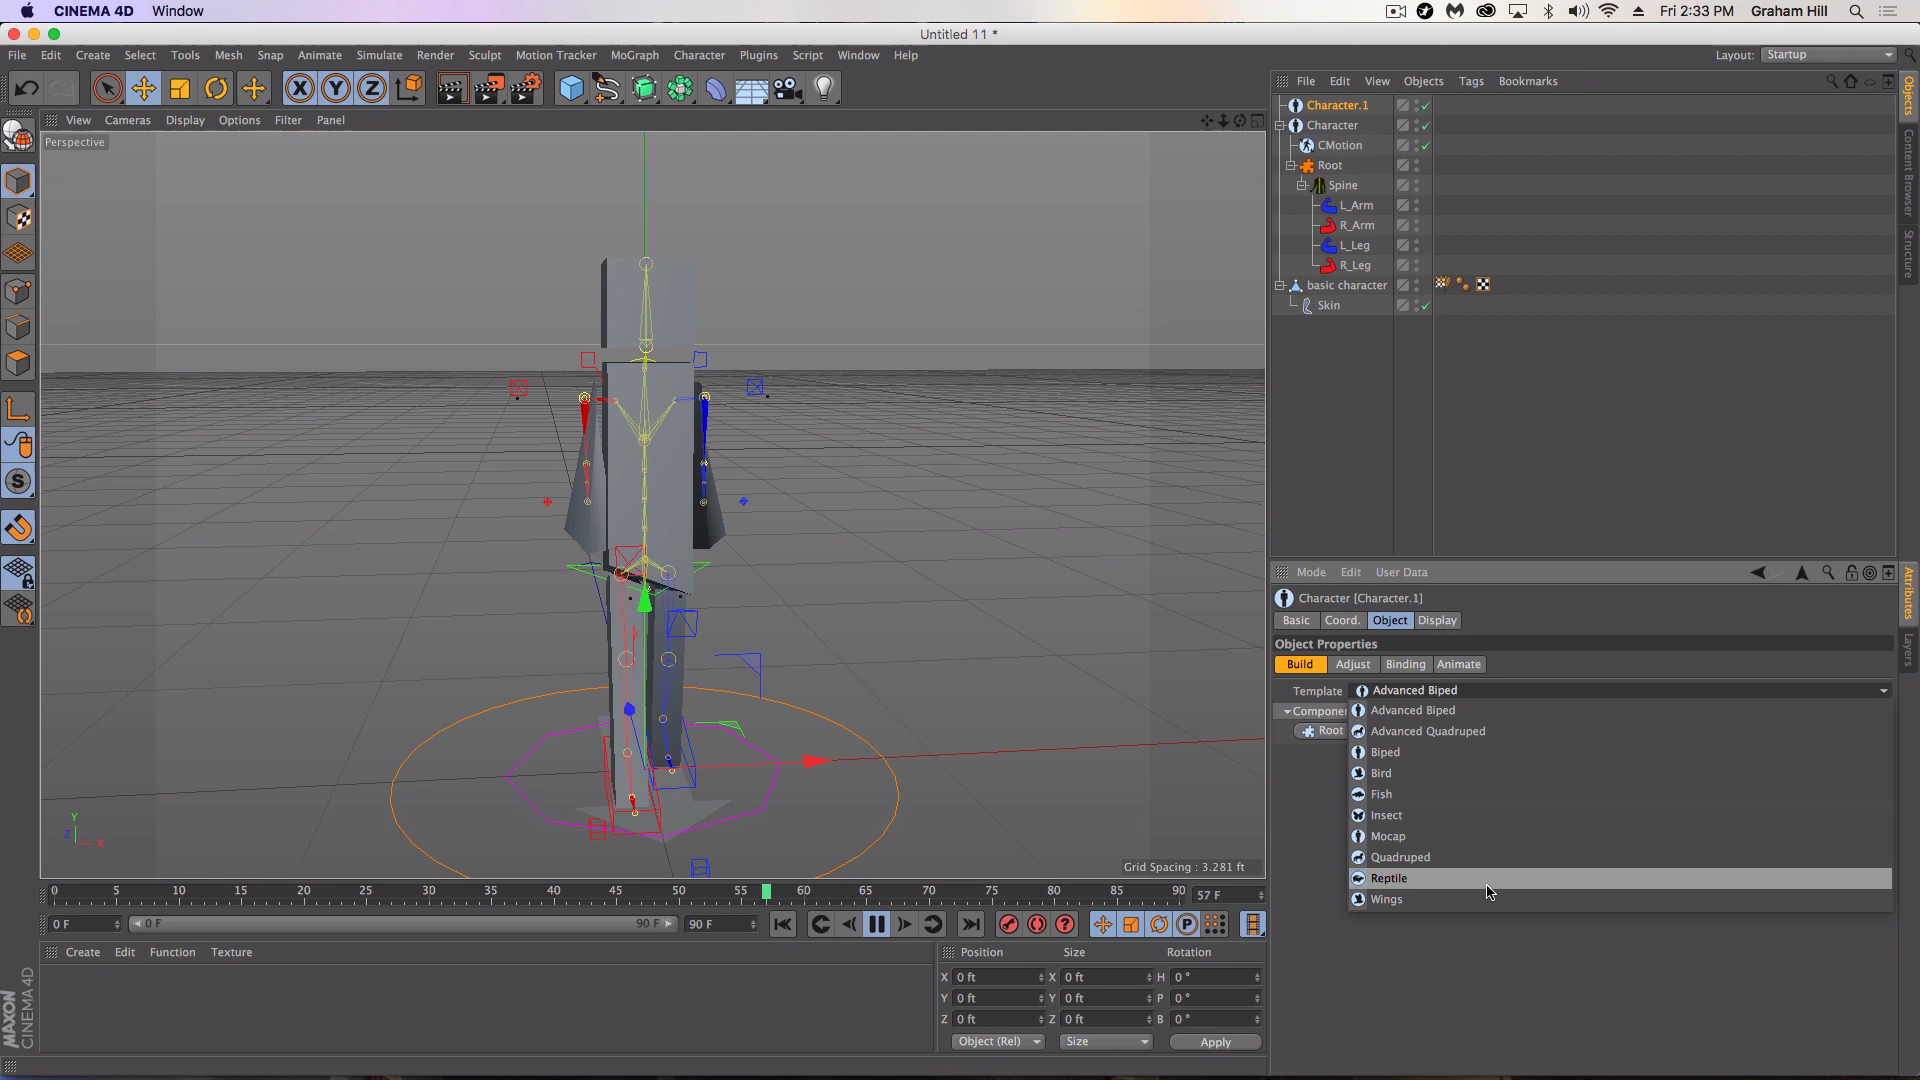 CINEMA 4D Window
Fri 2:33 PM Graham Hill
Untitled 11 *
File Edit Create Select Tools Mesh Snap Animate Simulate Render Sculpt Motion Tracker MoGraph Character Plugins Script Window Help
Layout: Startup
File Edit View Objects Tags Bookmarks
View Cameras Display Options Filter Panel
Perspective
Character.1
Character
CMotion
Root
Spine
L_Arm
R_Arm
L_Leg
R_Leg
basic character
Skin
Objects
Content Browser
Structure
Mode Edit User Data
Character [Character.1]
Basic Coord. Object Display
Object Properties
Build Adjust Binding Animate
Template Advanced Biped
Componen
Root
Advanced Biped
Advanced Quadruped
Biped
Bird
Fish
Insect
Mocap
Quadruped
Reptile
Wings
Attributes
Layers
Y
Z
X
Grid Spacing : 3.281 ft
0 5 10 15 20 25 30 35 40 45 50 55 60 65 70 75 80 85 90
57 F
0 F
0 F 90 F
90 F
Create Edit Function Texture
Position Size Rotation
X 0 ft X 0 ft H 0 °
Y 0 ft Y 0 ft P 0 °
Z 0 ft Z 0 ft B 0 °
Object (Rel) Size Apply
MAXON
CINEMA 4D